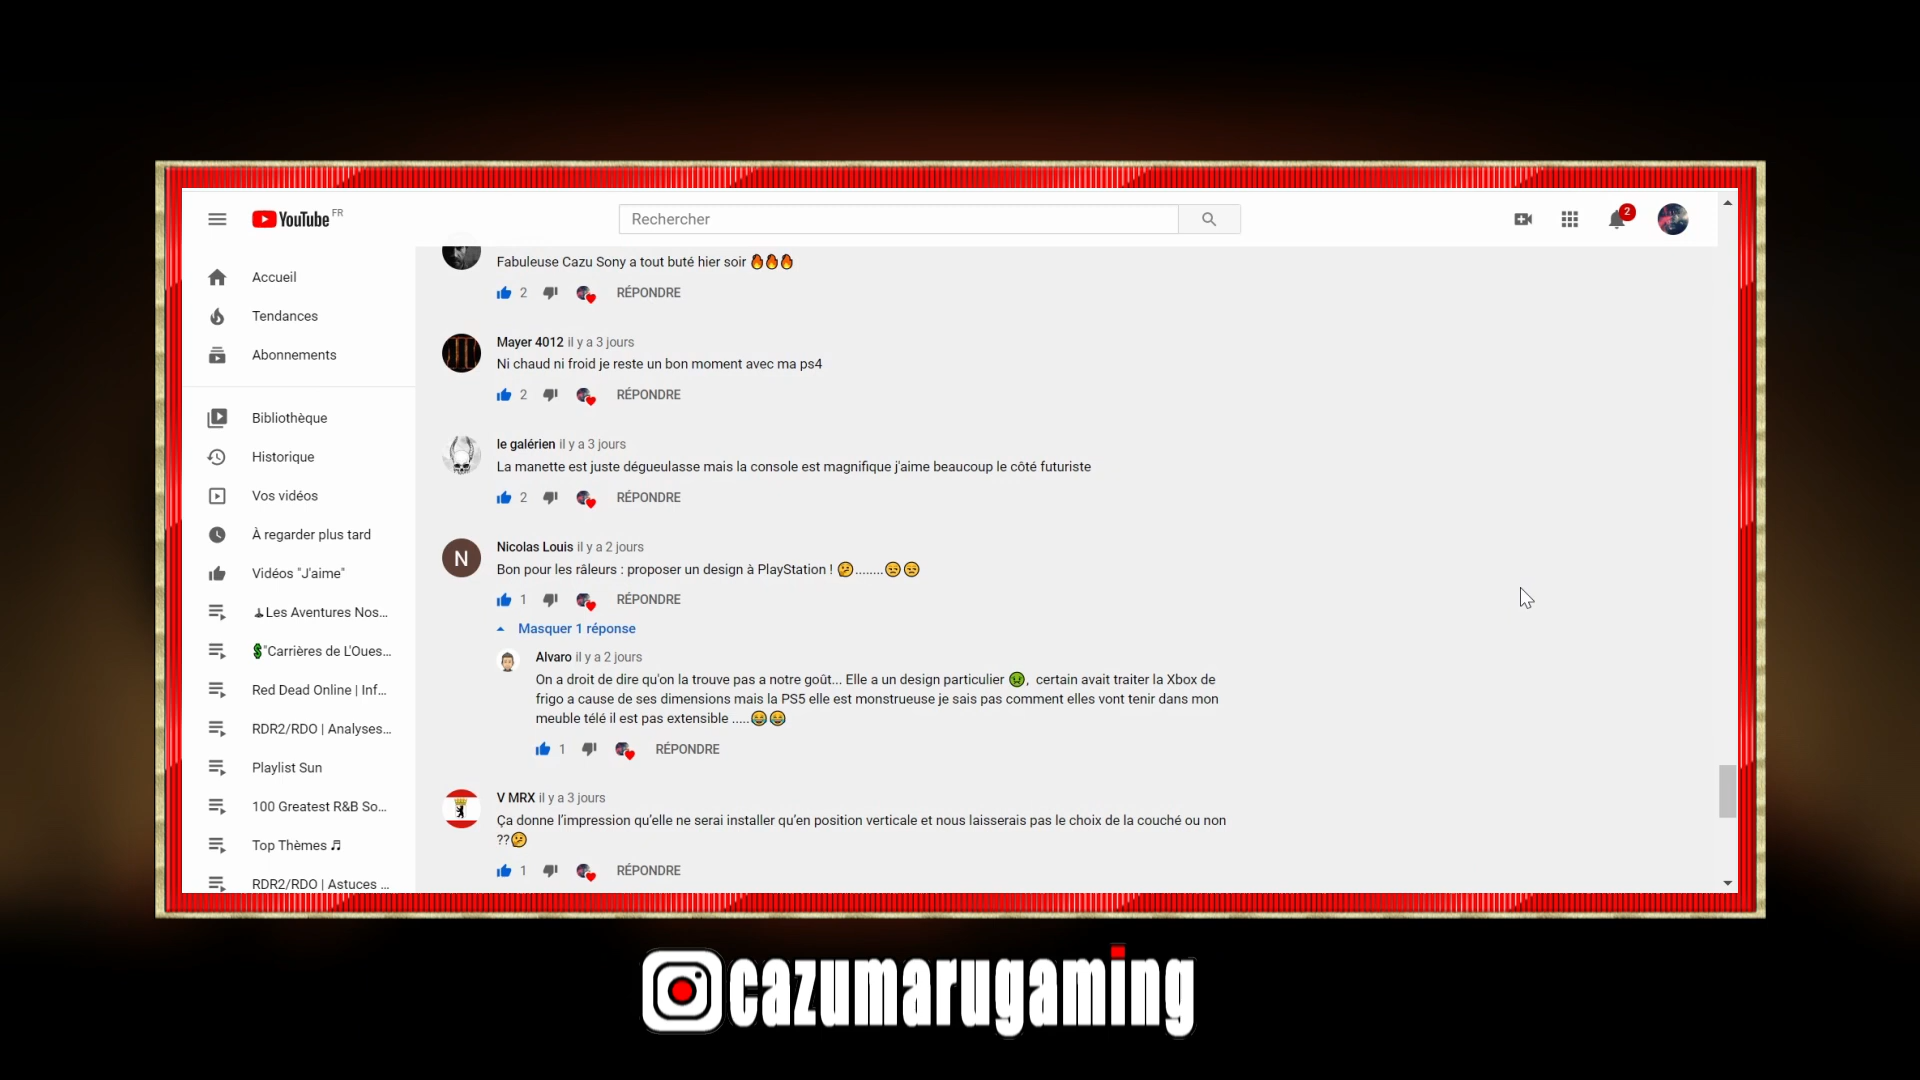 YouTube FR
Rechercher
2
Accueil
Tendances
Abonnements
Bibliothèque
Historique
Vos vidéos
À regarder plus tard
Vidéos "J'aime"
Les Aventures Nos...
"Carrières de L'Oues...
Red Dead Online | Inf...
RDR2/RDO | Analyses...
Playlist Sun
100 Greatest R&B So...
Top Thèmes ♬
RDR2/RDO | Astuces ...
Fabuleuse Cazu Sony a tout buté hier soir 🔥🔥🔥
2 RÉPONDRE
Mayer 4012 il y a 3 jours
Ni chaud ni froid je reste un bon moment avec ma ps4
2 RÉPONDRE
le galérien il y a 3 jours
La manette est juste dégueulasse mais la console est magnifique j'aime beaucoup le côté futuriste
2 RÉPONDRE
N
Nicolas Louis il y a 2 jours
Bon pour les râleurs : proposer un design à PlayStation ! 🤔........😒😒
1 RÉPONDRE
Masquer 1 réponse
Alvaro il y a 2 jours
On a droit de dire qu'on la trouve pas a notre goût... Elle a un design particulier 🤢, certain avait traiter la Xbox de
frigo a cause de ses dimensions mais la PS5 elle est monstrueuse je sais pas comment elles vont tenir dans mon
meuble télé il est pas extensible .....😂😂
1 RÉPONDRE
V MRX il y a 3 jours
Ça donne l’impression qu’elle ne serai installer qu’en position verticale et nous laisserais pas le choix de la couché ou non
??🤔
1 RÉPONDRE
cazumarugaming